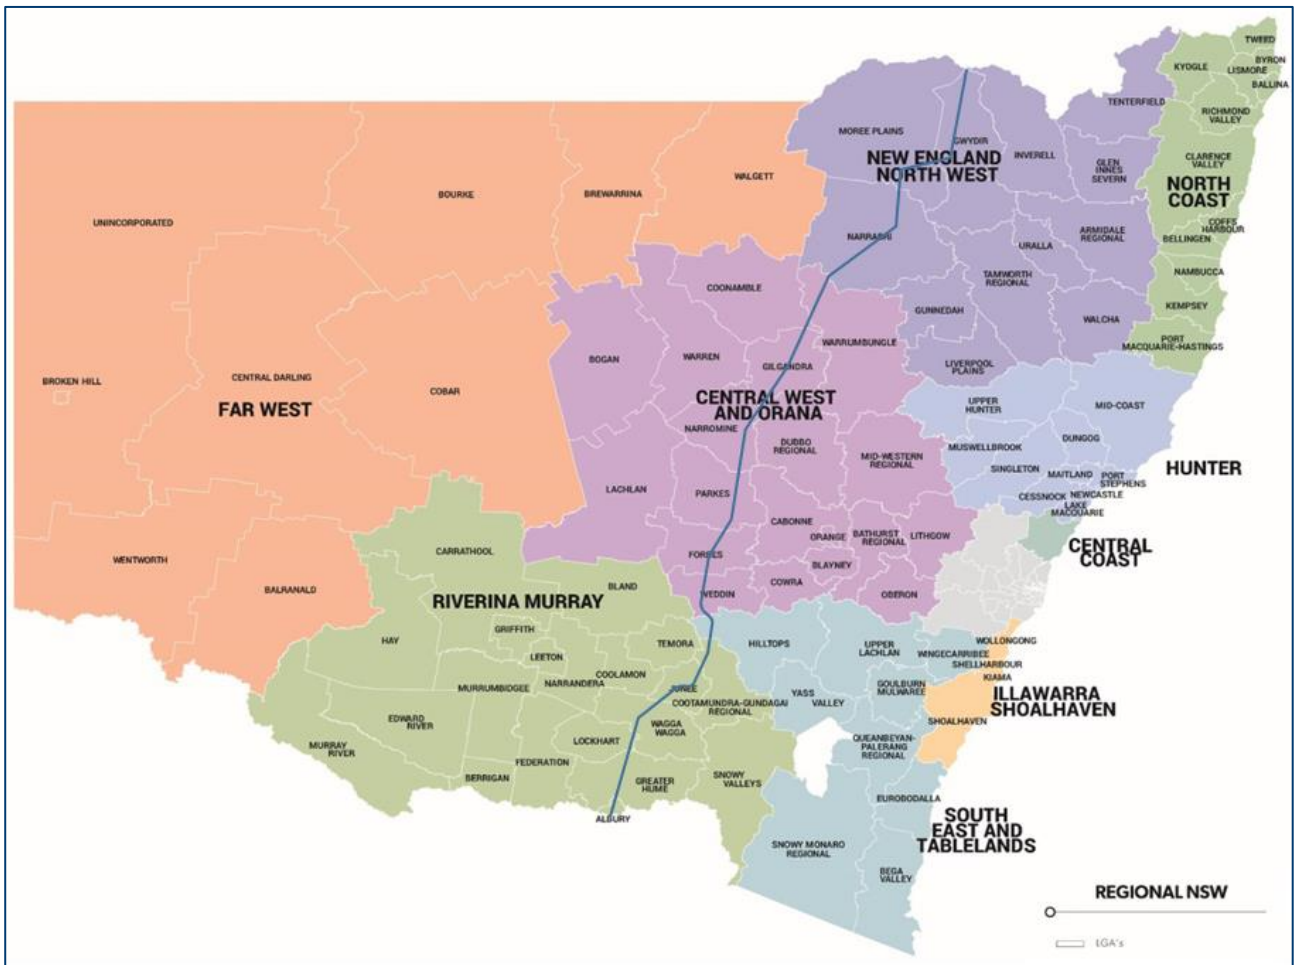 TWEED
BYRON
KYOGLE
LISMORE
BALLINA
TENTERFIELD
RICHMOND
VALLEY
MOREE PLAINS
GWYDIR
INVERELL
NEW ENGLAND
NORTH WEST
GLEN
INNES
SEVERN
CLARENCE
VALLEY
NORTH
COAST
WALGETT
BREWARRINA
BOURKE
UNINCORPORATED
COFFS
HARBOUR
BELLINGEN
ARMIDALE
REGIONAL
URALLA
NARRABRI
NAMBUCCA
TAMWORTH
REGIONAL
COONAMBLE
KEMPSEY
GUNNEDAH
WALCHA
PORT
MACQUARIE-HASTINGS
WARRUMBUNGLE
WARREN
BOGAN
GILGANDRA
LIVERPOOL
PLAINS
BROKEN HILL
CENTRAL DARLING
COBAR
FAR WEST
CENTRAL WEST
AND ORANA
UPPER
HUNTER
MID-COAST
NARROMINE
DUBBO
REGIONAL
MUSWELLBROOK
DUNGOG
MID-WESTERN
REGIONAL
SINGLETON
MAITLAND
PORT
STEPHENS
HUNTER
LACHLAN
PARKES
CESSNOCK
NEWCASTLE
LAKE
MACQUARIE
CABONNE
ORANGE
BATHURST
REGIONAL
LITHGOW
CENTRAL
COAST
CARRATHOOL
FORBES
BLAYNEY
WENTWORTH
BALRANALD
BLAND
WEDDIN
COWRA
OBERON
RIVERINA MURRAY
GRIFFITH
HAY
TEMORA
HILLTOPS
UPPER
LACHLAN
WOLLONGONG
WINGECARRIBEE
SHELLHARBOUR
KIAMA
LEETON
COOLAMON
NARRANDERA
MURRUMBIDGEE
JUNEE
COOTAMUNDRA-GUNDAGAI
REGIONAL
YASS
VALLEY
GOULBURN
MULWAREE
ILLAWARRA
SHOALHAVEN
SHOALHAVEN
EDWARD
RIVER
WAGGA
WAGGA
LOCKHART
MURRAY
RIVER
QUEANBEYAN-
PALERANG
REGIONAL
FEDERATION
BERRIGAN
GREATER
HUME
SNOWY
VALLEYS
EUROBODALLA
ALBURY
SOUTH
EAST AND
TABLELANDS
SNOWY MONARO
REGIONAL
BEGA
VALLEY
REGIONAL NSW
LGA's